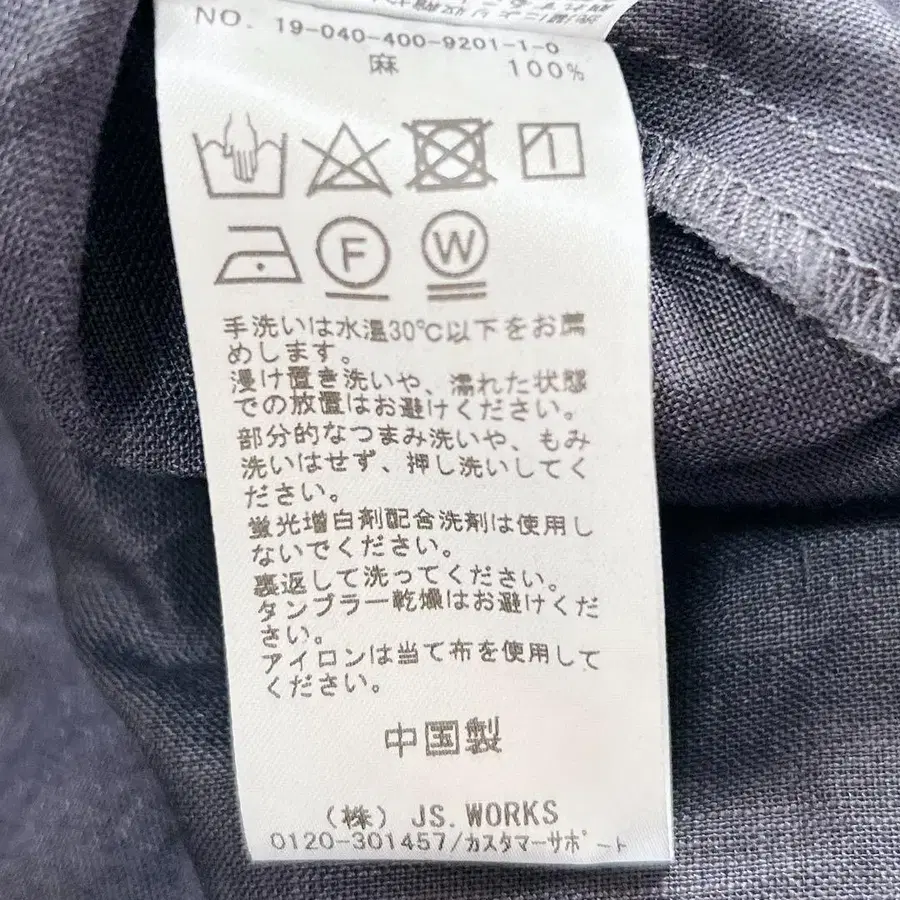 NO. 19-040-400-9201-1-0
麻 100%
F W
手洗いは水温30℃以下をお薦
めします。
浸け置き洗いや、濡れた状態
での放置はお避けください。
部分的なつまみ洗いや、もみ
洗いはせず、押し洗いしてく
ださい。
蛍光増白剤配合洗剤は使用し
ないでください。
裏返して洗ってください。
タンブラー乾燥はお避けくだ
さい。
アイロンは当て布を使用して
ください。
中国製
(株) JS. WORKS
0120-301457/カスタマーサポート